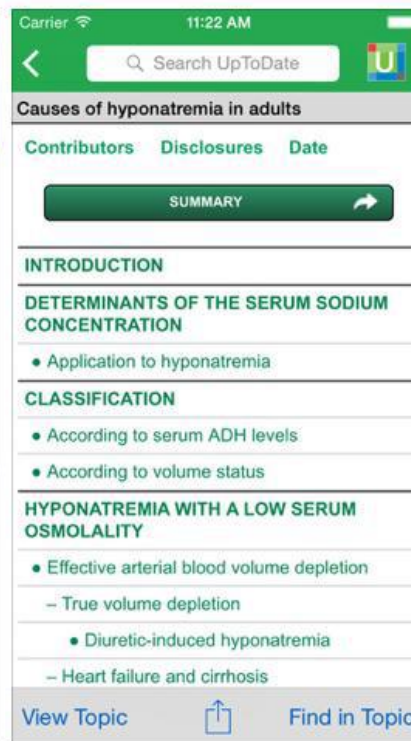 Carrier 11:22 AM
Search UpToDate U
Causes of hyponatremia in adults
Contributors Disclosures Date
SUMMARY
INTRODUCTION
DETERMINANTS OF THE SERUM SODIUM
CONCENTRATION
• Application to hyponatremia
CLASSIFICATION
• According to serum ADH levels
• According to volume status
HYPONATREMIA WITH A LOW SERUM
OSMOLALITY
• Effective arterial blood volume depletion
– True volume depletion
• Diuretic-induced hyponatremia
– Heart failure and cirrhosis
View Topic Find in Topic